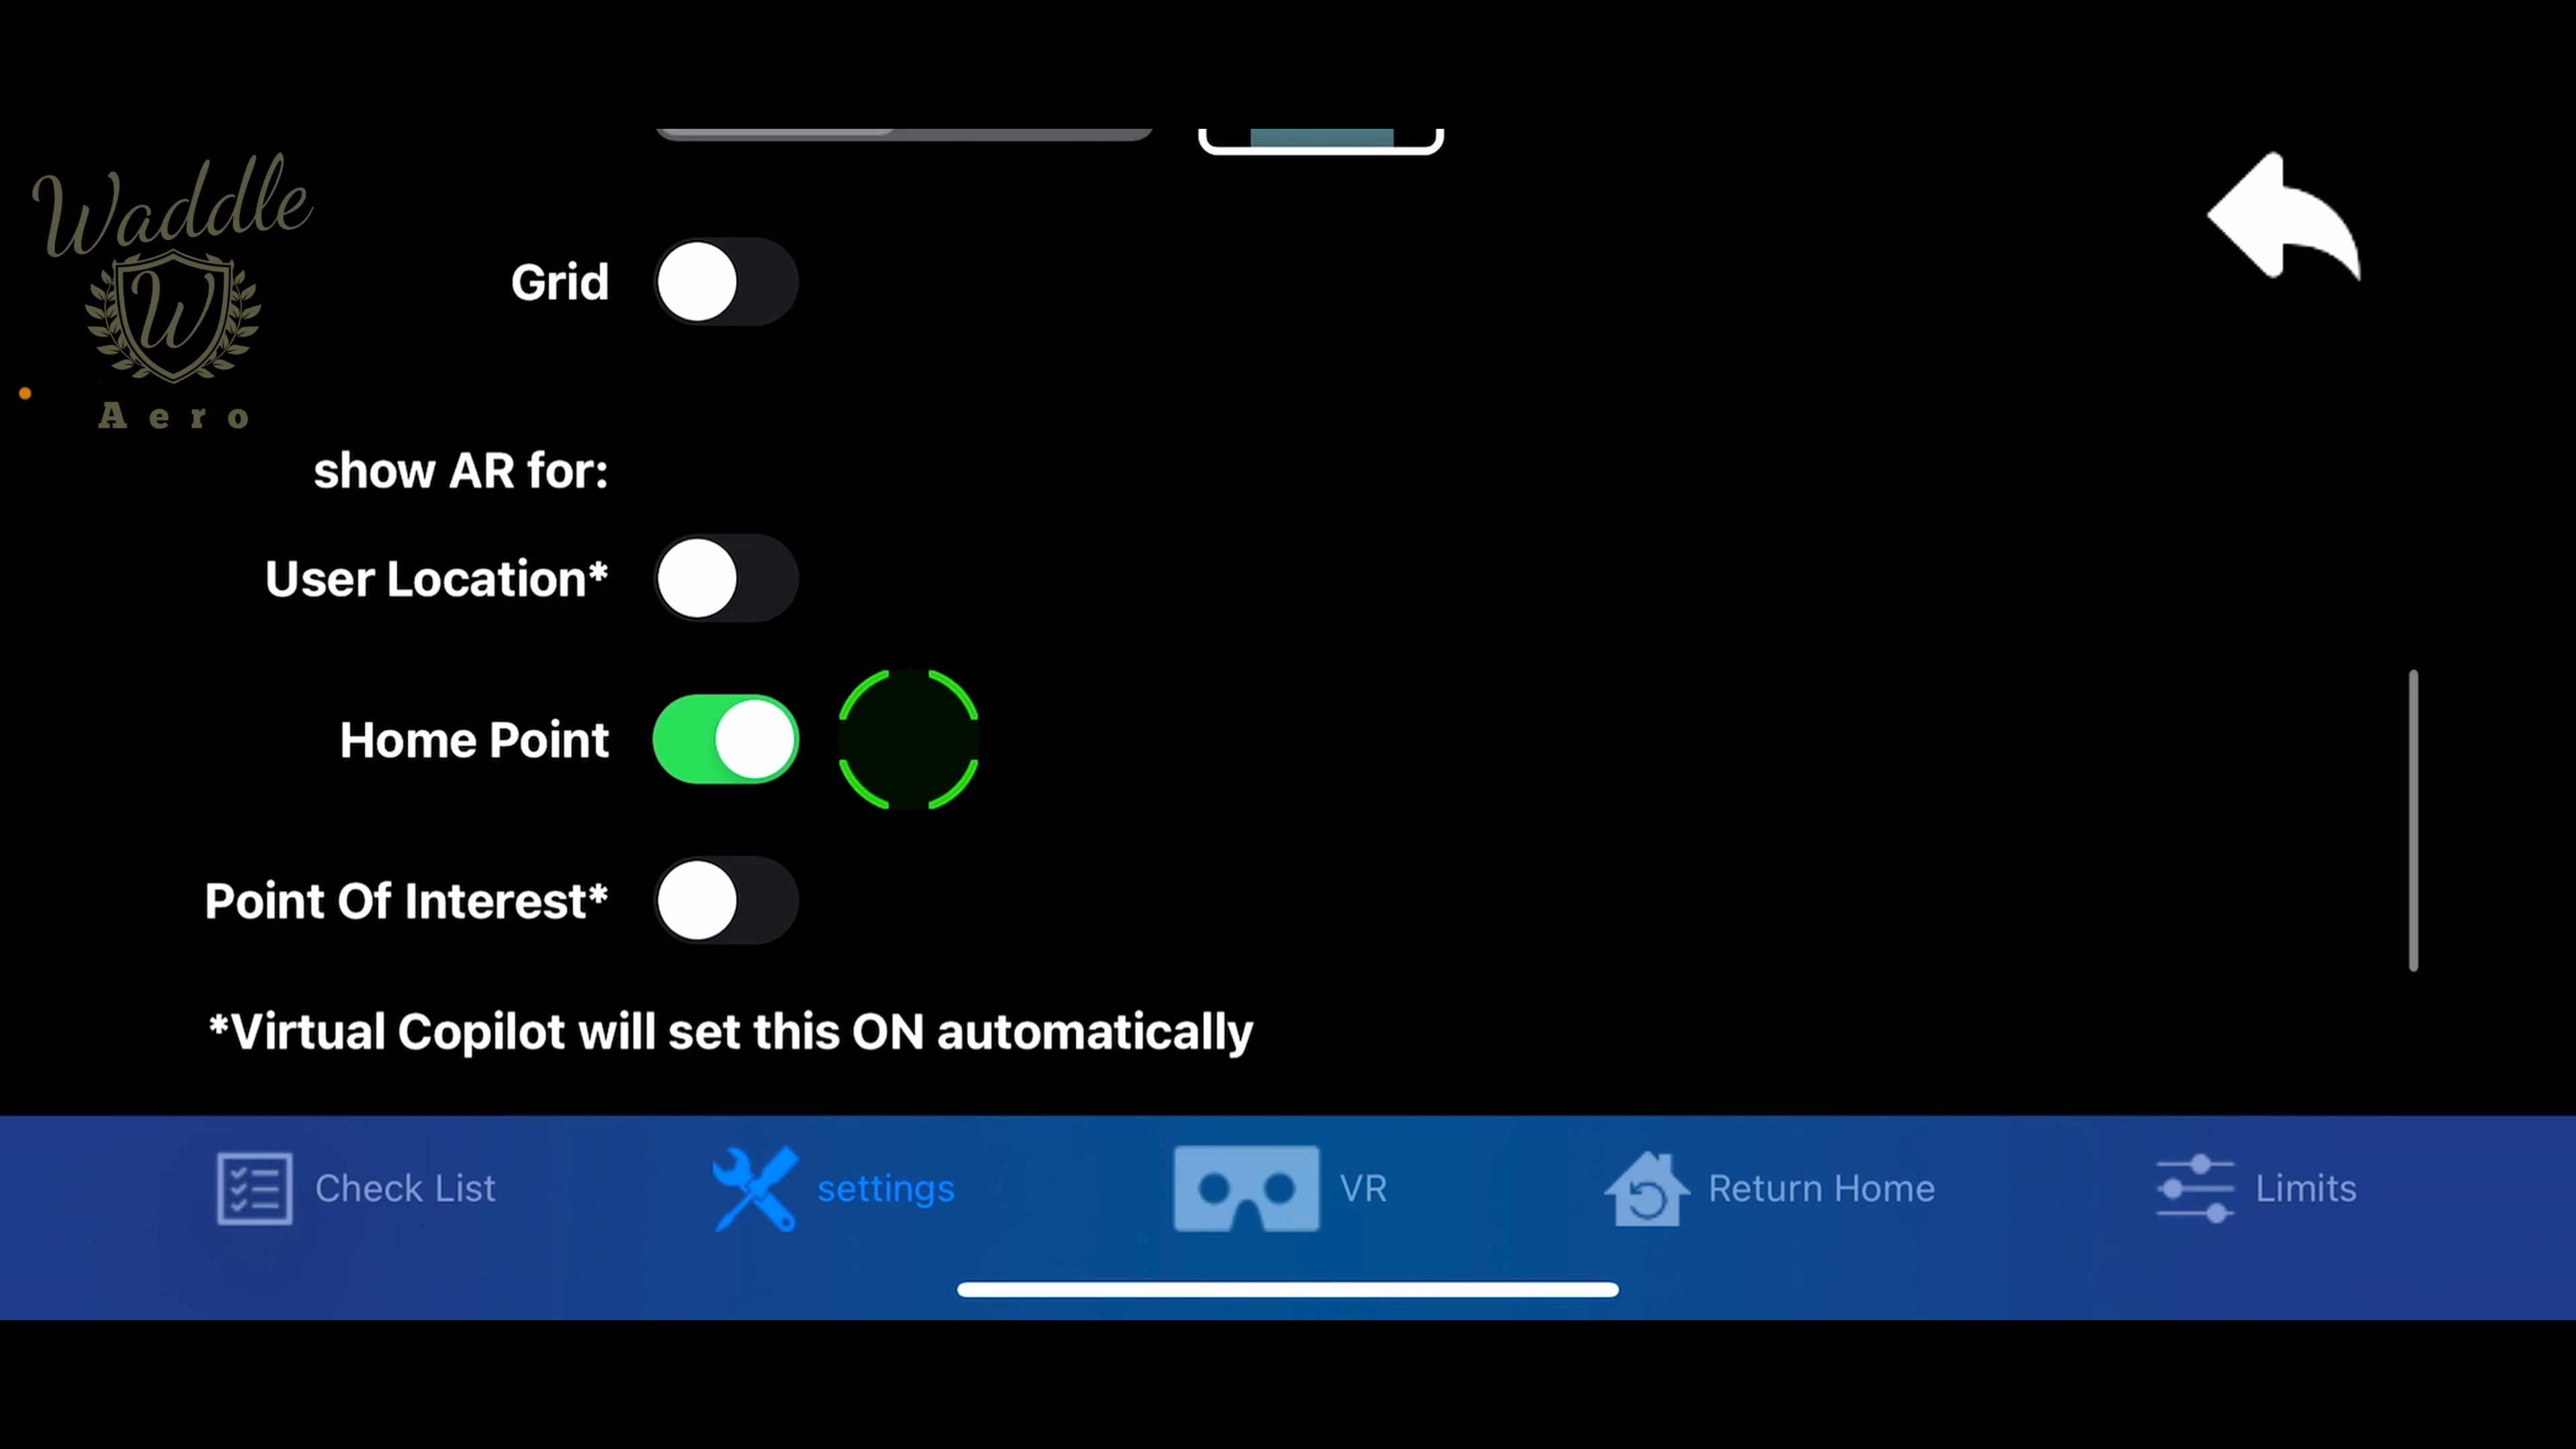 Waddle
W
Aero
Grid
show AR for:
User Location*
Home Point
Point Of Interest*
*Virtual Copilot will set this ON automatically
Check List
settings
VR
Return Home
Limits